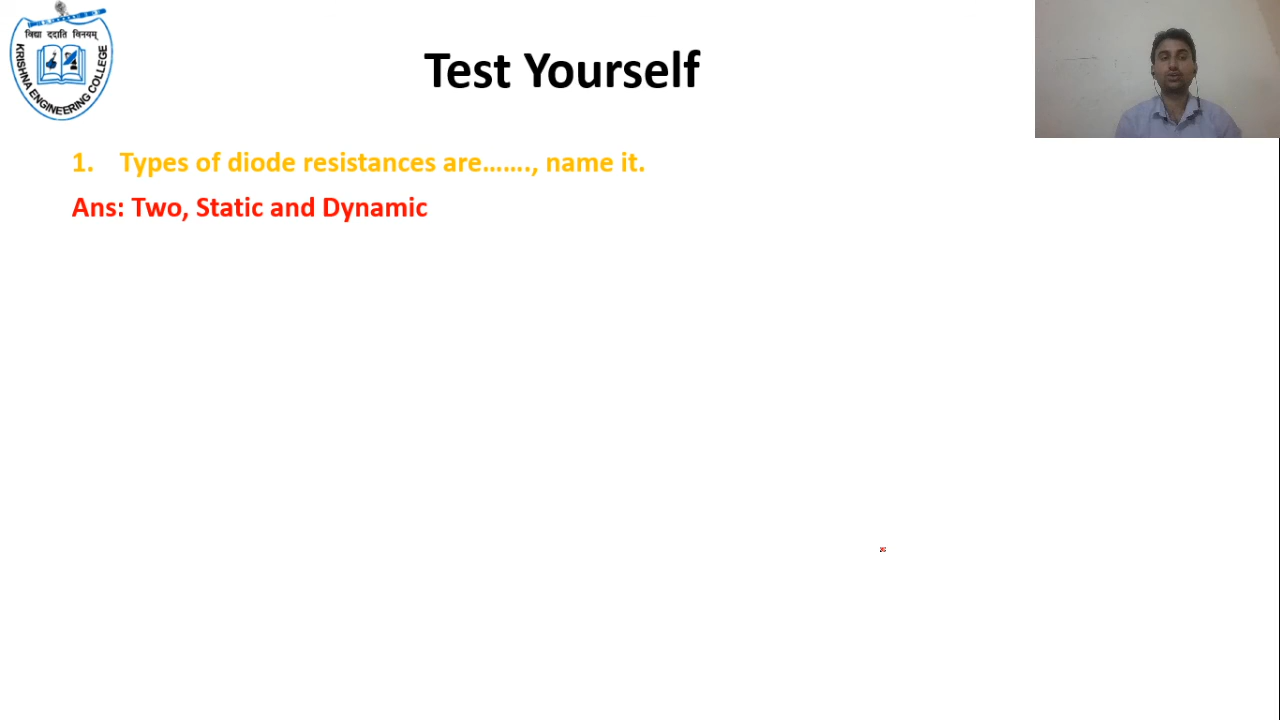 विद्या ददाति विनयम्
KRISHNA ENGINEERING COLLEGE
Test Yourself
1. Types of diode resistances are......., name it.
Ans: Two, Static and Dynamic